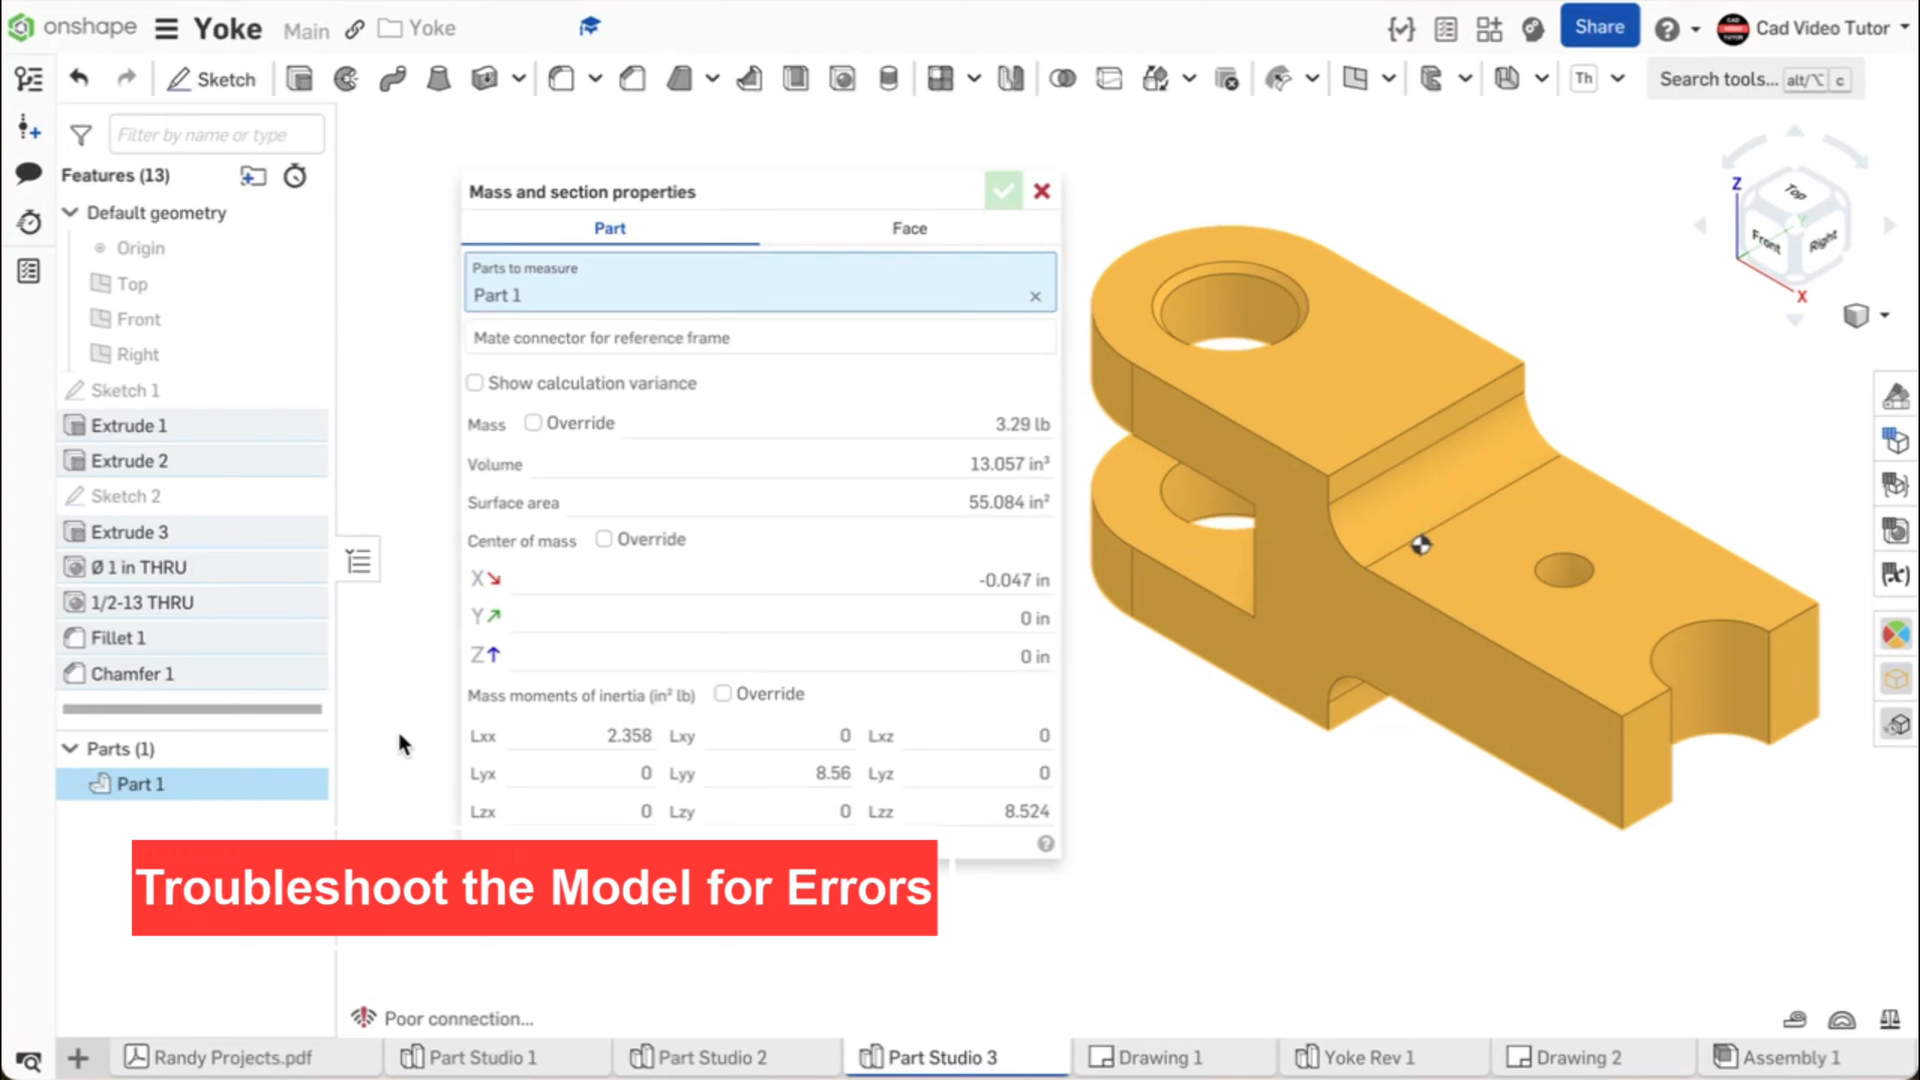 onshape Yoke Main Yoke Share Cad Video Tutor
Sketch Th Search tools... alt/⌥ c
Filter by name or type
Features (13)
Default geometry
Origin
Top
Front
Right
Sketch 1
Extrude 1
Extrude 2
Sketch 2
Extrude 3
Ø 1 in THRU
1/2-13 THRU
Fillet 1
Chamfer 1
Parts (1)
Part 1
Mass and section properties
Part Face
Parts to measure
Part 1
Mate connector for reference frame
Show calculation variance
Mass Override 3.29 lb
Volume 13.057 in³
Surface area 55.084 in²
Center of mass Override
X -0.047 in
Y 0 in
Z 0 in
Mass moments of inertia (in² lb) Override
Lxx 2.358 Lxy 0 Lxz 0
Lyx 0 Lyy 8.56 Lyz 0
Lzx 0 Lzy 0 Lzz 8.524
Z
Top
Front Right
X
Troubleshoot the Model for Errors
Poor connection...
Randy Projects.pdf Part Studio 1 Part Studio 2 Part Studio 3 Drawing 1 Yoke Rev 1 Drawing 2 Assembly 1